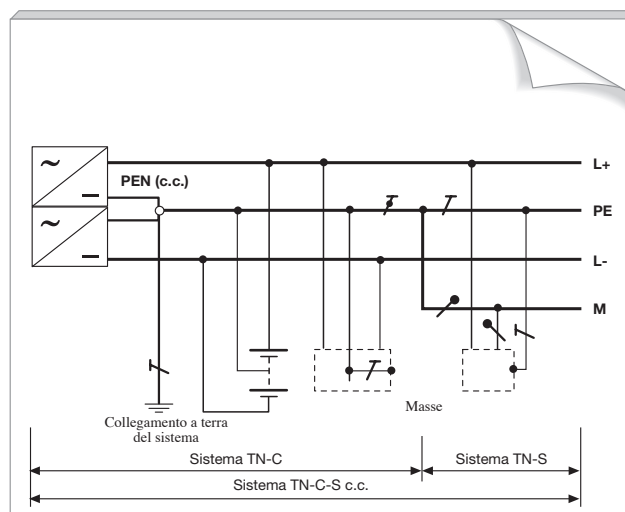 L+
PEN (c.c.)
PE
L-
M
Masse
Collegamento a terra
del sistema
Sistema TN-C
Sistema TN-S
Sistema TN-C-S c.c.